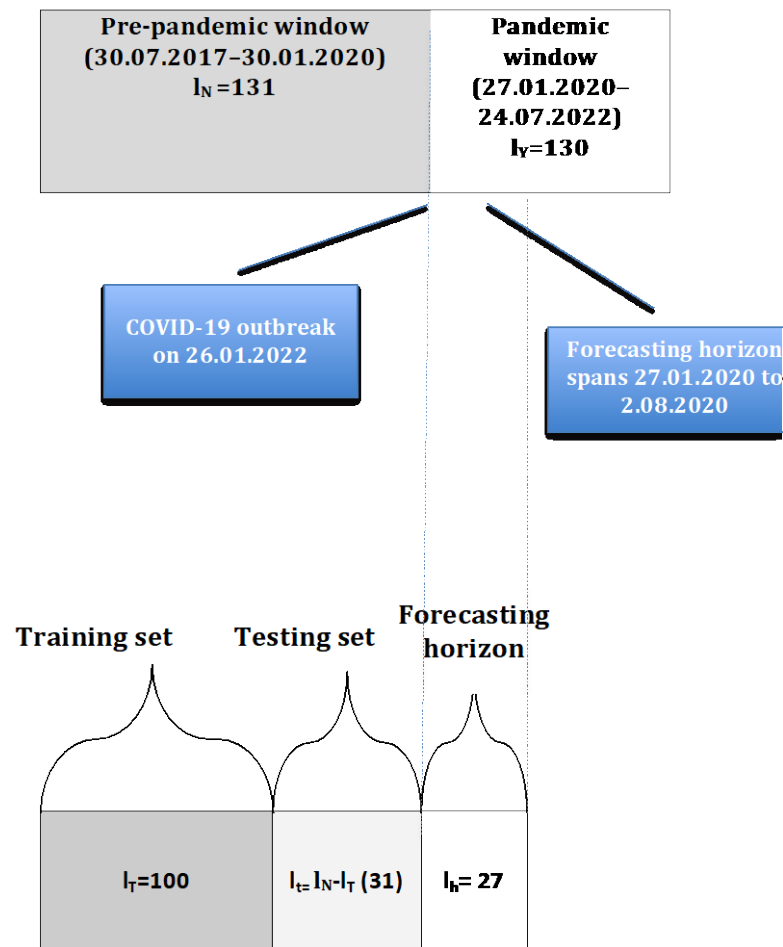 Pre-pandemic window
(30.07.2017–30.01.2020)
lN =131
Pandemic
window
(27.01.2020–
24.07.2022)
lY=130
COVID-19 outbreak
on 26.01.2022
Forecasting horizon
spans 27.01.2020 to
2.08.2020
Training set
Testing set
Forecasting
horizon
lT=100
lt= lN-lT (31)
lh= 27